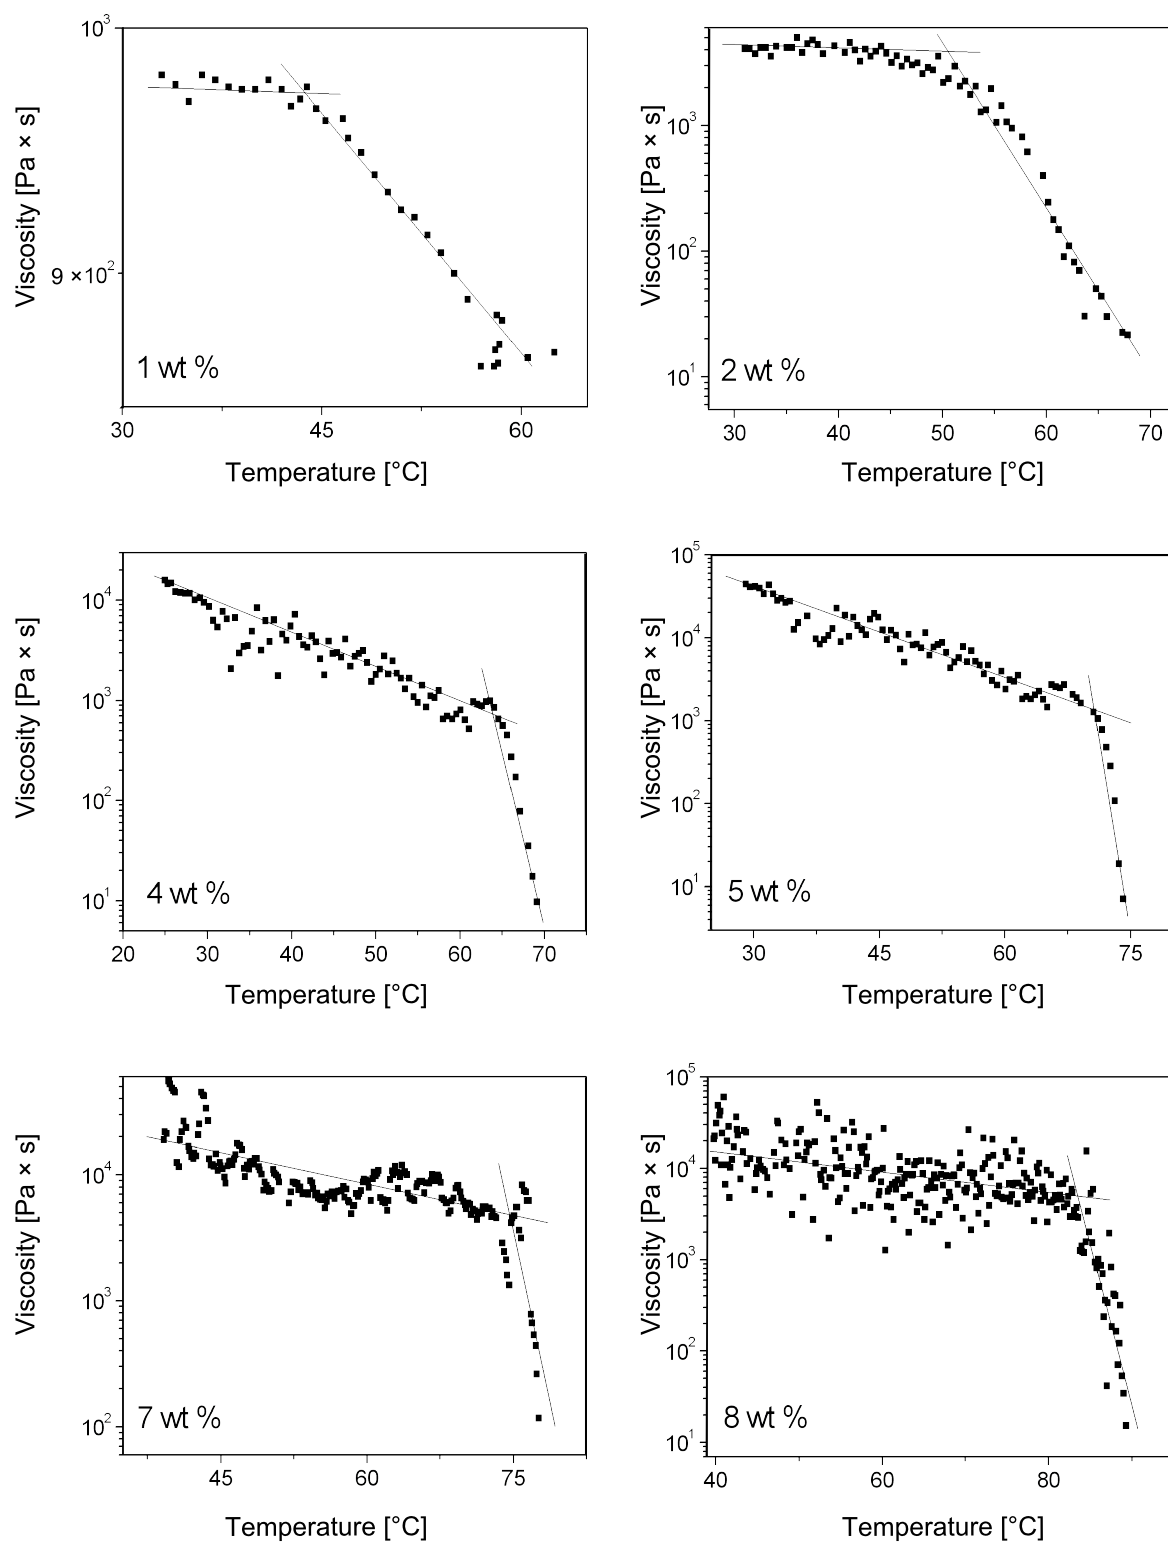 10³
Viscosity [Pa × s]
9 ×10²
1 wt %
30 45 60
Temperature [°C]
10³
10²
10¹
Viscosity [Pa × s]
2 wt %
30 40 50 60 70
Temperature [°C]
10⁴
10³
10²
10¹
Viscosity [Pa × s]
4 wt %
20 30 40 50 60 70
Temperature [°C]
10⁵
10⁴
10³
10²
10¹
Viscosity [Pa × s]
5 wt %
30 45 60 75
Temperature [°C]
10⁴
10³
10²
Viscosity [Pa × s]
7 wt %
45 60 75
Temperature [°C]
10⁵
10⁴
10³
10²
10¹
Viscosity [Pa × s]
8 wt %
40 60 80
Temperature [°C]